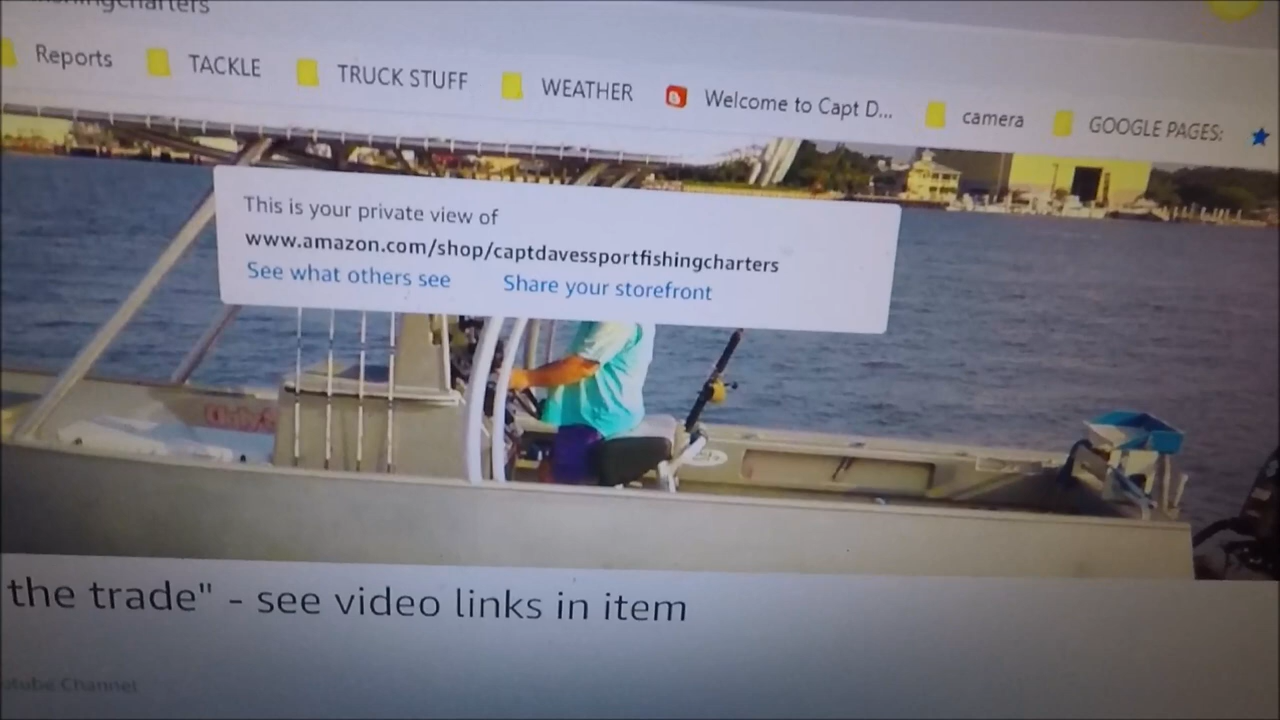 Reports TACKLE TRUCK STUFF WEATHER Welcome to Capt D... camera GOOGLE PAGES:
This is your private view of
www.amazon.com/shop/captdavessportfishingcharters
See what others see Share your storefront
the trade" - see video links in item
Channel